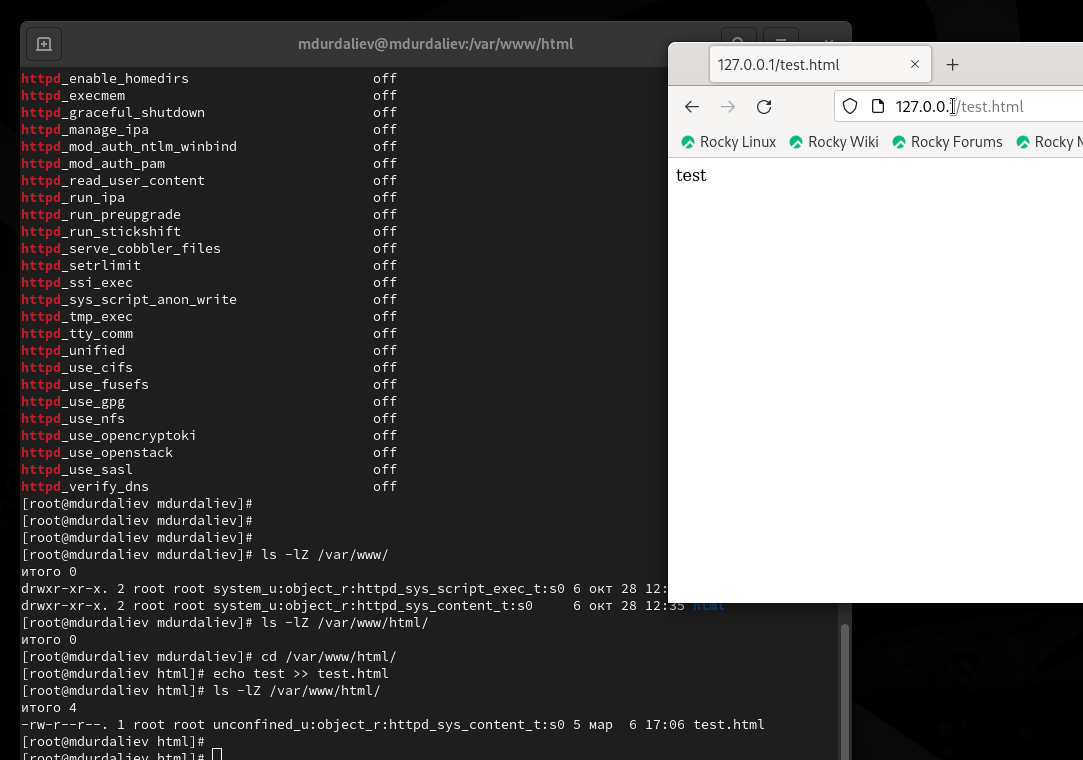 mdurdaliev@mdurdaliev:/var/www/html
httpd_enable_homedirs off
httpd_execmem off
httpd_graceful_shutdown off
httpd_manage_ipa off
httpd_mod_auth_ntlm_winbind off
httpd_mod_auth_pam off
httpd_read_user_content off
httpd_run_ipa off
httpd_run_preupgrade off
httpd_run_stickshift off
httpd_serve_cobbler_files off
httpd_setrlimit off
httpd_ssi_exec off
httpd_sys_script_anon_write off
httpd_tmp_exec off
httpd_tty_comm off
httpd_unified off
httpd_use_cifs off
httpd_use_fusefs off
httpd_use_gpg off
httpd_use_nfs off
httpd_use_opencryptoki off
httpd_use_openstack off
httpd_use_sasl off
httpd_verify_dns off
[root@mdurdaliev mdurdaliev]#
[root@mdurdaliev mdurdaliev]#
[root@mdurdaliev mdurdaliev]#
[root@mdurdaliev mdurdaliev]# ls -lZ /var/www/
итого 0
drwxr-xr-x. 2 root root system_u:object_r:httpd_sys_script_exec_t:s0 6 окт 28 12:
drwxr-xr-x. 2 root root system_u:object_r:httpd_sys_content_t:s0 6 окт 28 12:35 html
[root@mdurdaliev mdurdaliev]# ls -lZ /var/www/html/
итого 0
[root@mdurdaliev mdurdaliev]# cd /var/www/html/
[root@mdurdaliev html]# echo test >> test.html
[root@mdurdaliev html]# ls -lZ /var/www/html/
итого 4
-rw-r--r--. 1 root root unconfined_u:object_r:httpd_sys_content_t:s0 5 мар 6 17:06 test.html
[root@mdurdaliev html]#
[root@mdurdaliev html]#
127.0.0.1/test.html
127.0.0.1/test.html
Rocky Linux Rocky Wiki Rocky Forums Rocky
test